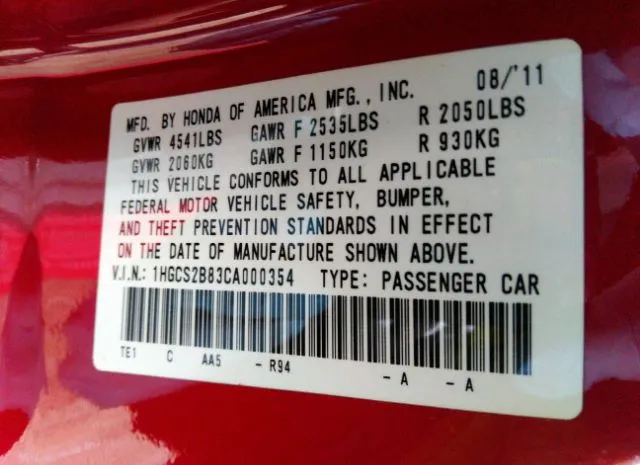 MFD. BY HONDA OF AMERICA MFG., INC. 08/'11
GVWR 4541LBS GAWR F 2535LBS R 2050LBS
GVWR 2060KG GAWR F 1150KG R 930KG
THIS VEHICLE CONFORMS TO ALL APPLICABLE
FEDERAL MOTOR VEHICLE SAFETY, BUMPER,
AND THEFT PREVENTION STANDARDS IN EFFECT
ON THE DATE OF MANUFACTURE SHOWN ABOVE.
V.I.N.: 1HGCS2B83CA000354 TYPE: PASSENGER CAR
TE1 C AA5 - R94 - A - A